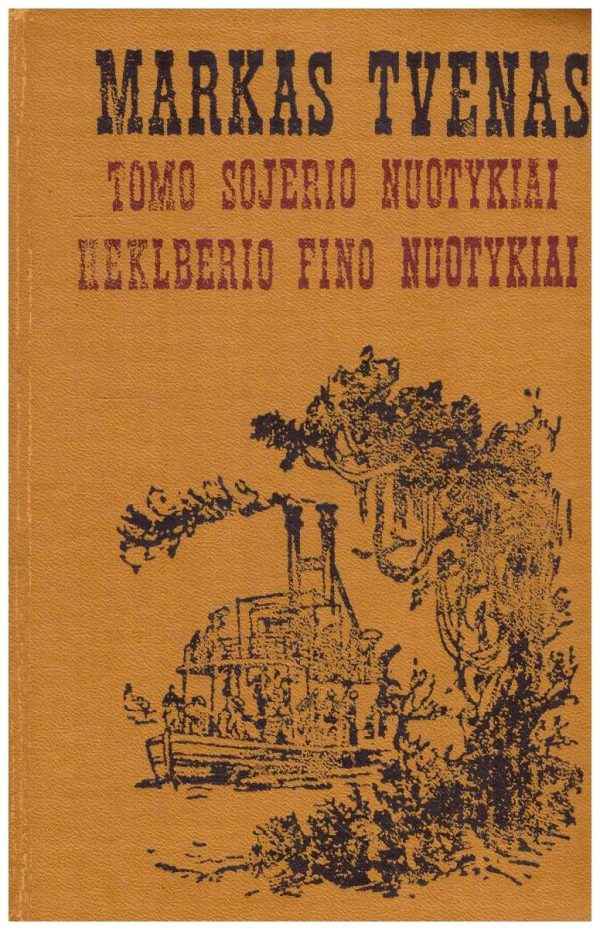 MARKAS TVENAS
TOMO SOJERIO NUOTYKIAI
HEKLBERIO FINO NUOTYKIAI